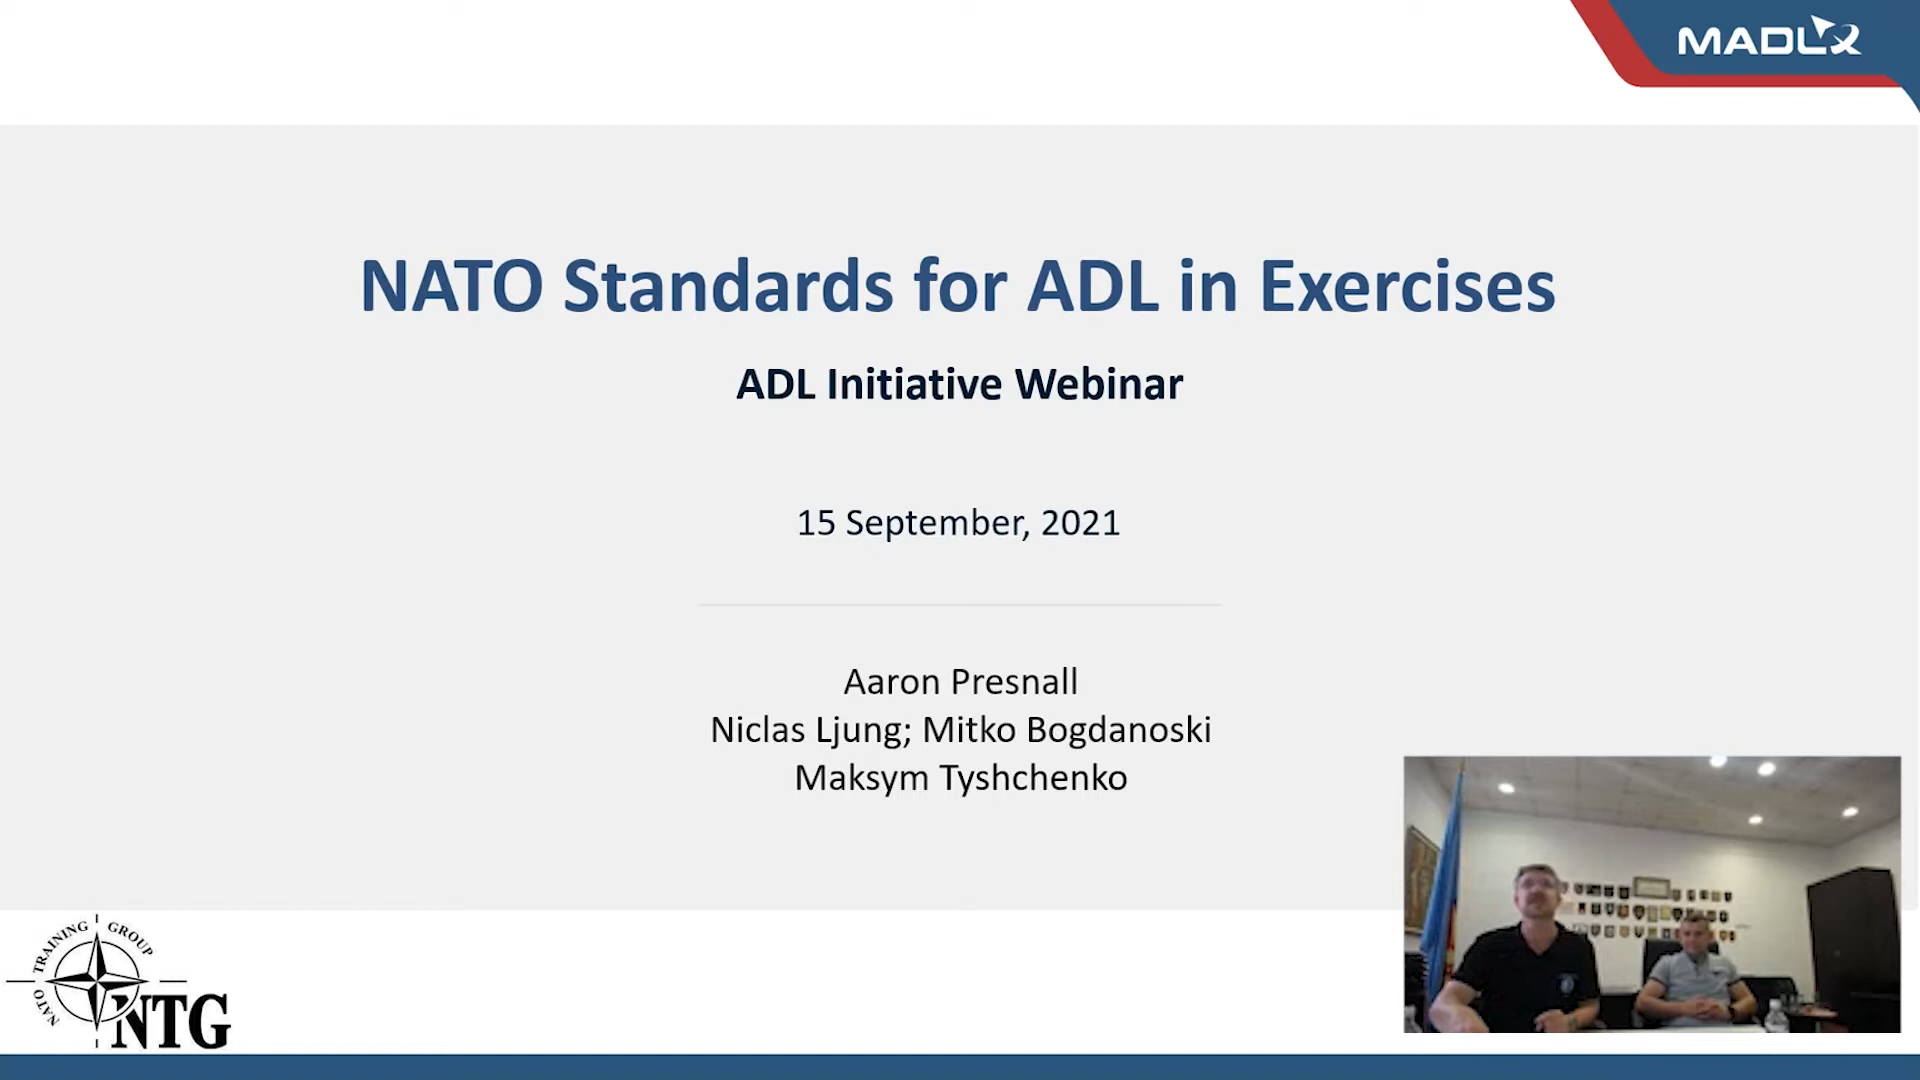 MADLx
NATO Standards for ADL in Exercises
ADL Initiative Webinar
15 September, 2021
Aaron Presnall
Niclas Ljung; Mitko Bogdanoski
Maksym Tyshchenko
NATO TRAINING GROUP
NTG